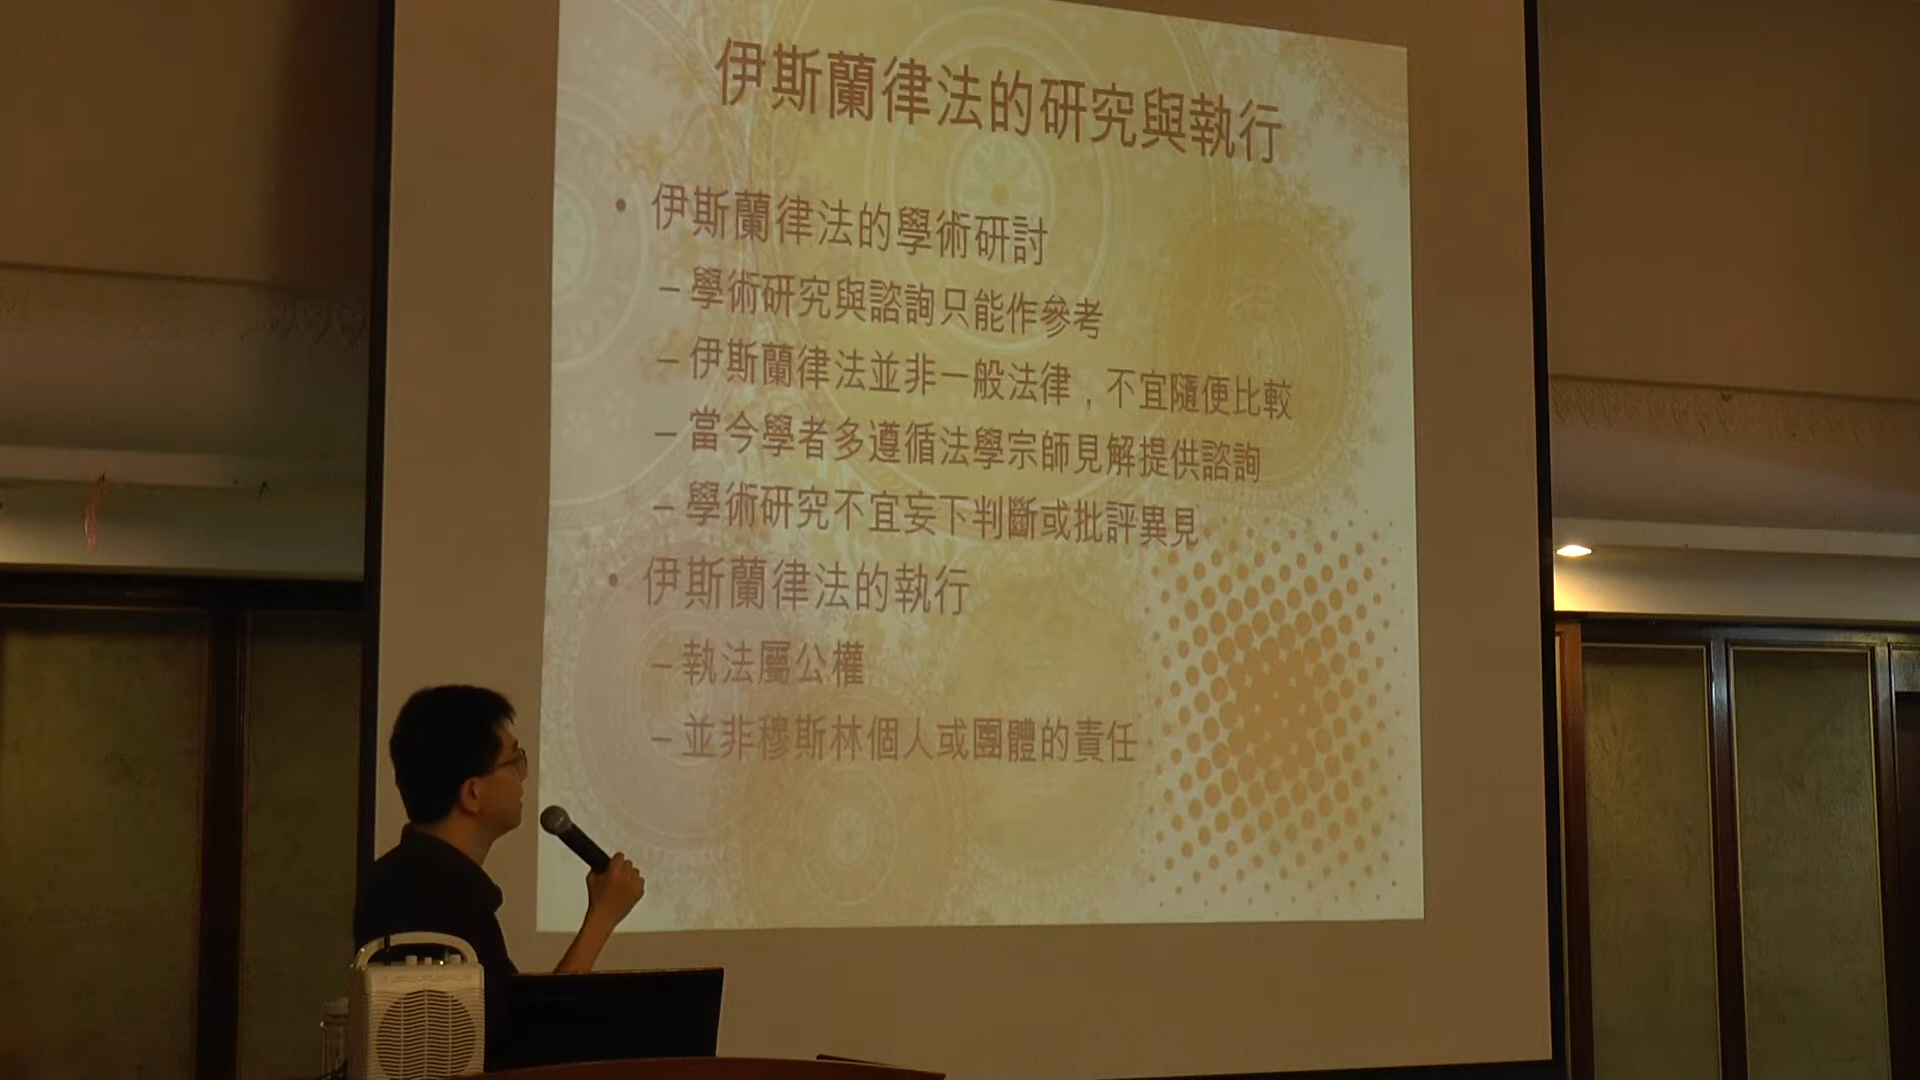 伊斯蘭律法的研究與執行
• 伊斯蘭律法的學術研討
– 學術研究與諮詢只能作參考
– 伊斯蘭律法並非一般法律，不宜隨便比較
– 當今學者多遵循法學宗師見解提供諮詢
– 學術研究不宜妄下判斷或批評異見
• 伊斯蘭律法的執行
– 執法屬公權
– 並非穆斯林個人或團體的責任